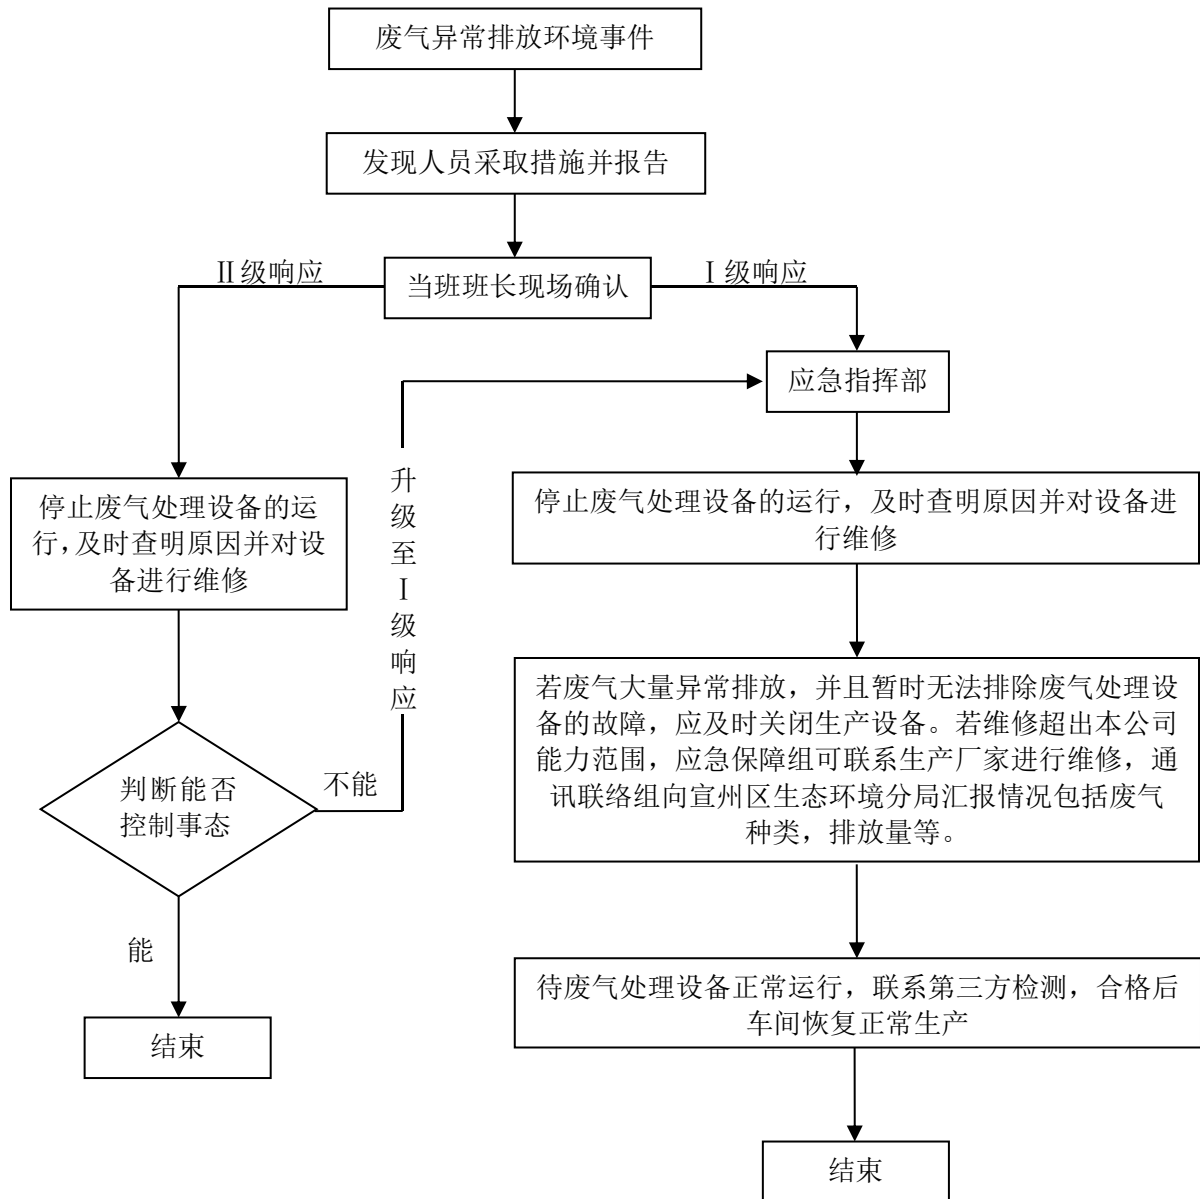 废气异常排放环境事件
发现人员采取措施并报告
Ⅱ级响应
当班班长现场确认
Ⅰ级响应
应急指挥部
停止废气处理设备的运
行，及时查明原因并对设
备进行维修
升
级
至
Ⅰ
级
响
应
停止废气处理设备的运行，及时查明原因并对设备进
行维修
若废气大量异常排放，并且暂时无法排除废气处理设
备的故障，应及时关闭生产设备。若维修超出本公司
能力范围，应急保障组可联系生产厂家进行维修，通
讯联络组向宣州区生态环境分局汇报情况包括废气
种类，排放量等。
判断能否
控制事态
不能
能
结束
待废气处理设备正常运行，联系第三方检测，合格后
车间恢复正常生产
结束